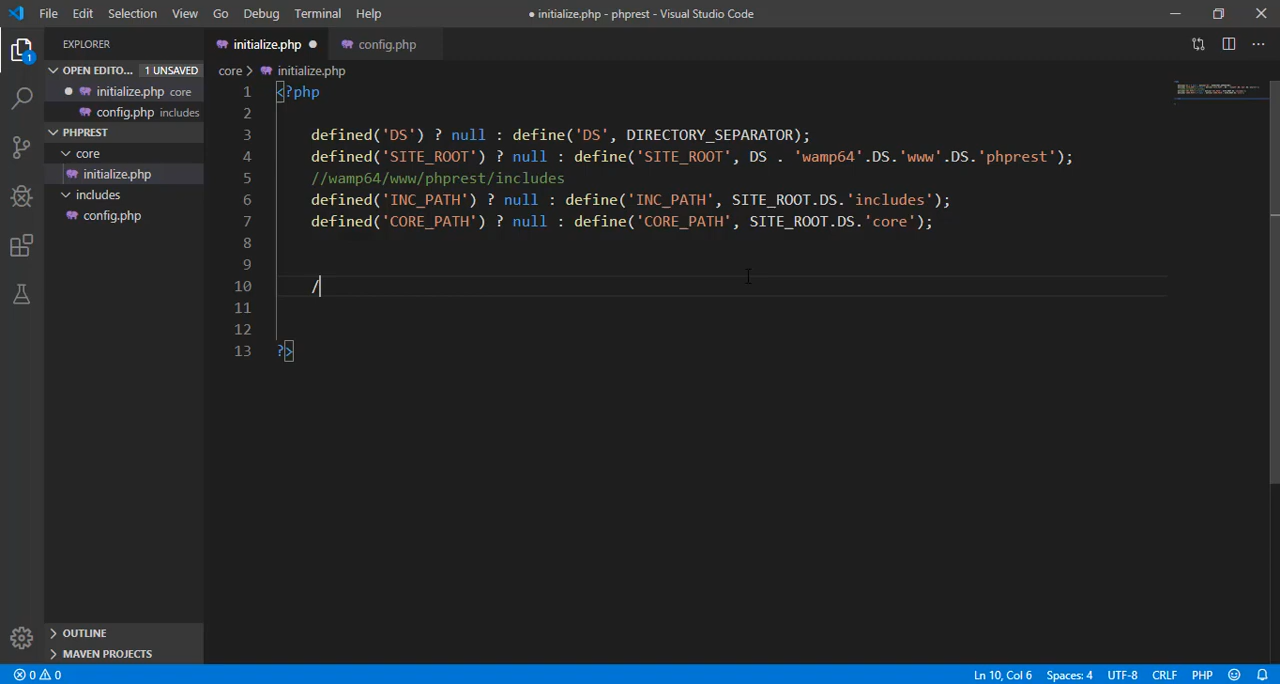 File Edit Selection View Go Debug Terminal Help
● initialize.php - phprest - Visual Studio Code
EXPLORER
initialize.php
config.php
OPEN EDITO... 1 UNSAVED
initialize.php core
config.php includes
PHPREST
core
initialize.php
includes
config.php
OUTLINE
MAVEN PROJECTS
1
core > initialize.php
1 <?php
2
3 defined('DS') ? null : define('DS', DIRECTORY_SEPARATOR);
4 defined('SITE_ROOT') ? null : define('SITE_ROOT', DS . 'wamp64'.DS.'www'.DS.'phprest');
5 //wamp64/www/phprest/includes
6 defined('INC_PATH') ? null : define('INC_PATH', SITE_ROOT.DS.'includes');
7 defined('CORE_PATH') ? null : define('CORE_PATH', SITE_ROOT.DS.'core');
8
9
10 /
11
12
13 ?>
0 0
Ln 10, Col 6 Spaces: 4 UTF-8 CRLF PHP